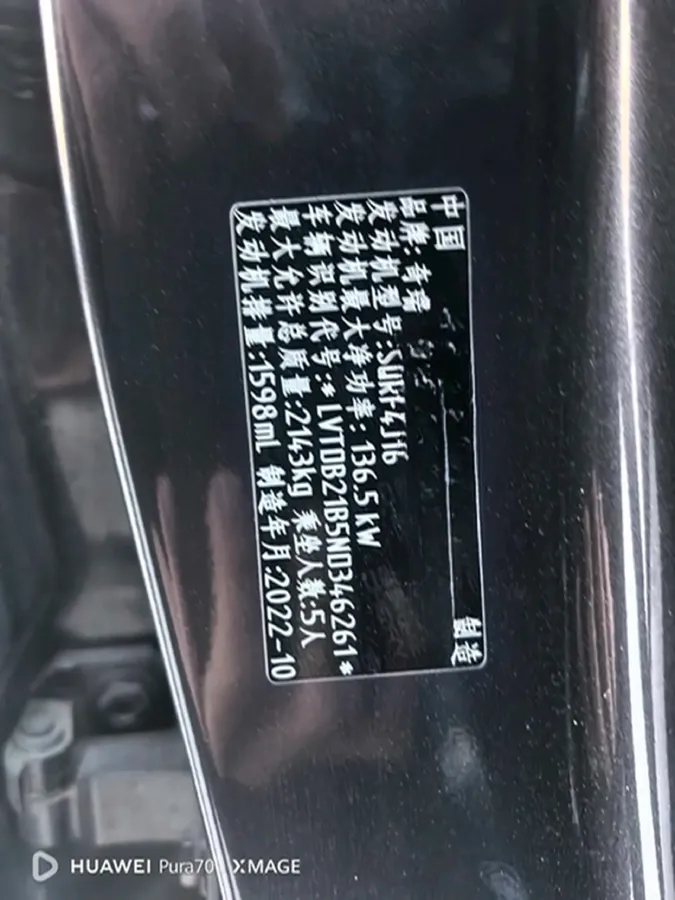 中国 制造
品牌:奇瑞
发动机型号:SQRF4J16
发动机最大净功率:136.5kW
车辆识别代号:*LVTDB21B5ND346261*
最大允许总质量:2143kg 乘坐人数:5人
发动机排量:1598mL 制造年月:2022-10
HUAWEI Pura70 XMAGE